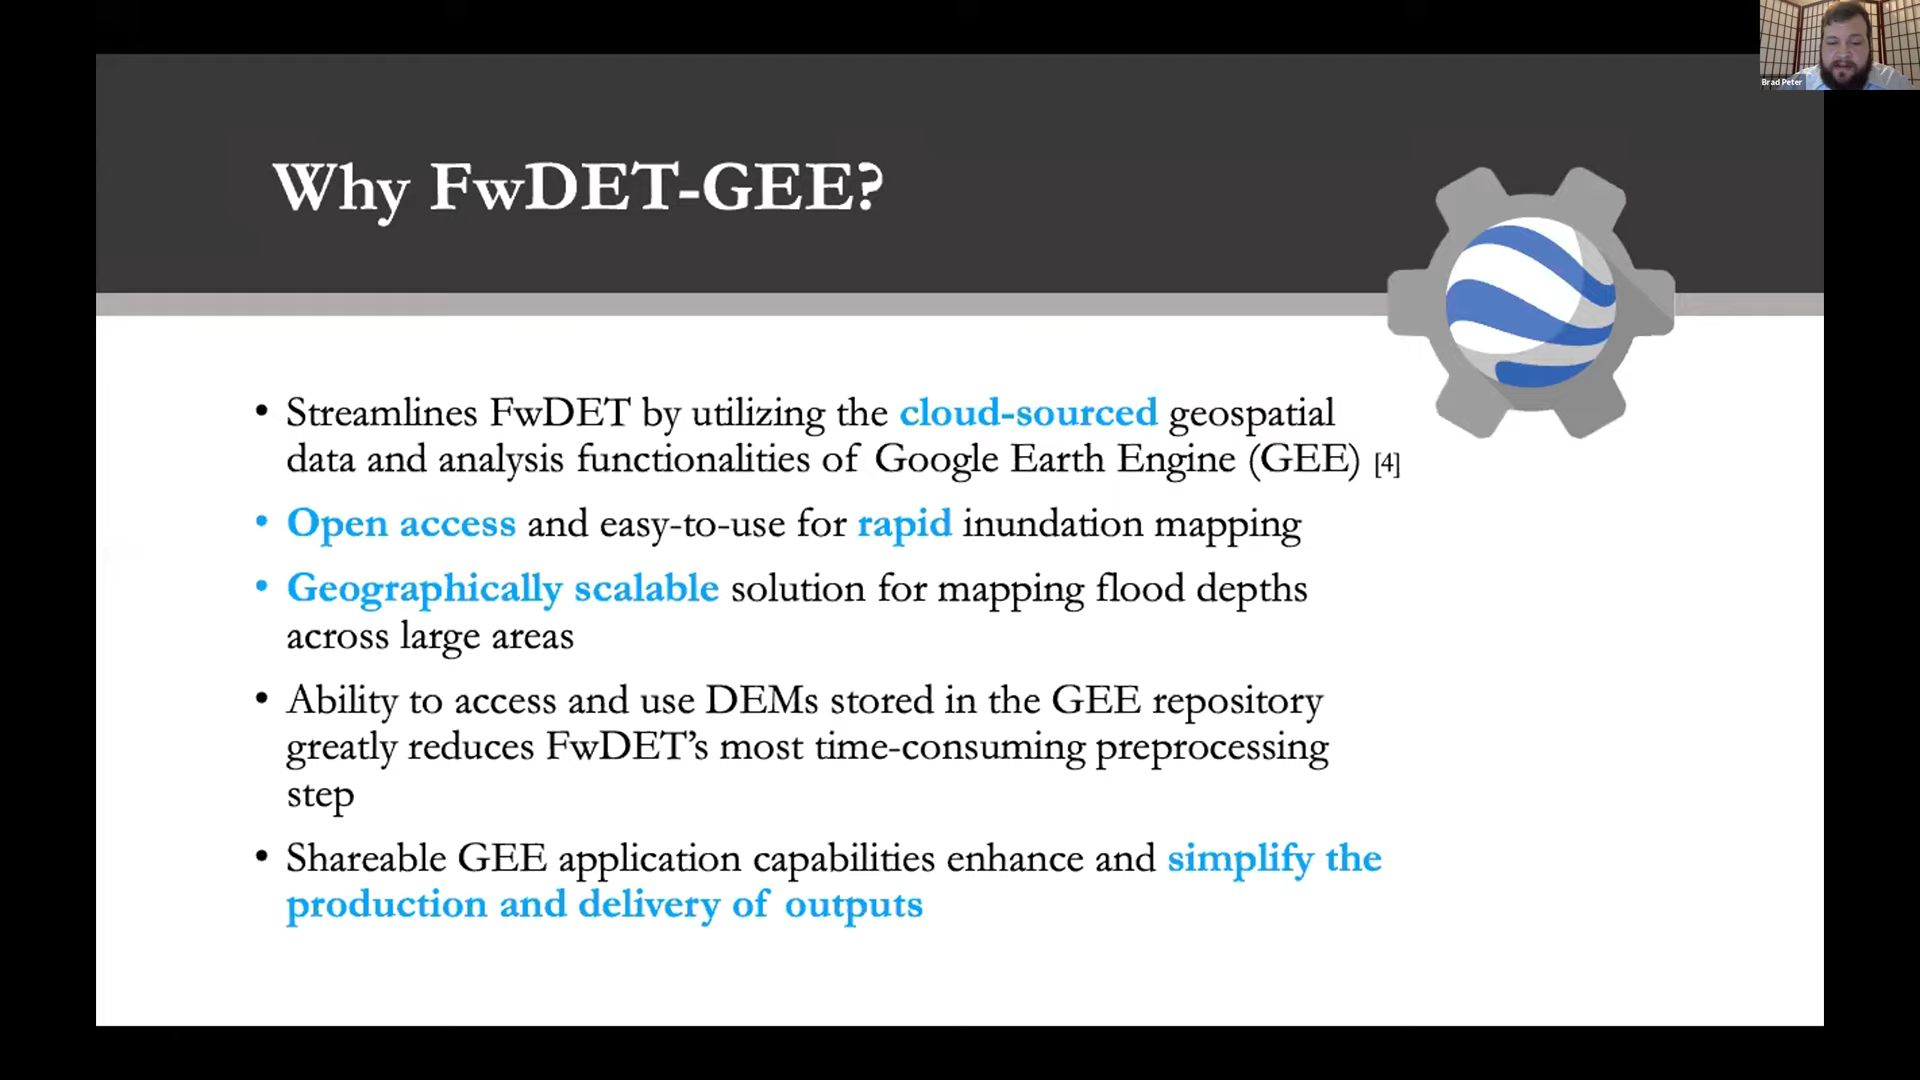 Brad Peter
Why FwDET-GEE?
• Streamlines FwDET by utilizing the cloud-sourced geospatial
data and analysis functionalities of Google Earth Engine (GEE) [4]
• Open access and easy-to-use for rapid inundation mapping
• Geographically scalable solution for mapping flood depths
across large areas
• Ability to access and use DEMs stored in the GEE repository
greatly reduces FwDET’s most time-consuming preprocessing
step
• Shareable GEE application capabilities enhance and simplify the
production and delivery of outputs